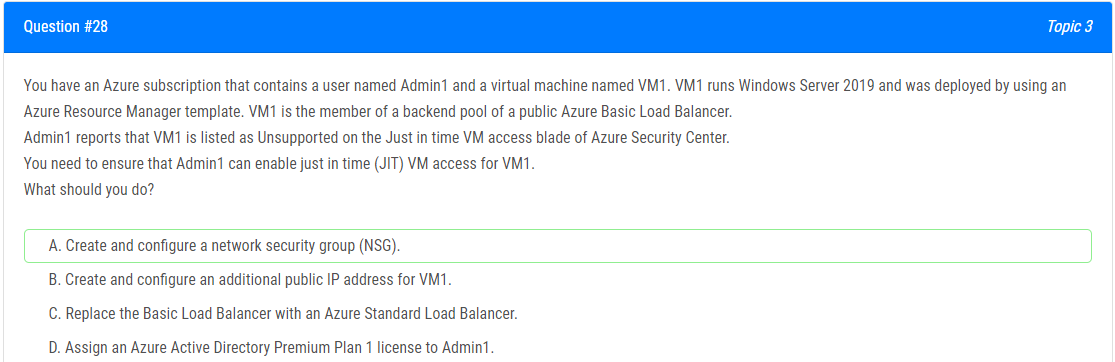 Question #28
Topic 3
You have an Azure subscription that contains a user named Admin1 and a virtual machine named VM1. VM1 runs Windows Server 2019 and was deployed by using an
Azure Resource Manager template. VM1 is the member of a backend pool of a public Azure Basic Load Balancer.
Admin1 reports that VM1 is listed as Unsupported on the Just in time VM access blade of Azure Security Center.
You need to ensure that Admin1 can enable just in time (JIT) VM access for VM1.
What should you do?
A. Create and configure a network security group (NSG).
B. Create and configure an additional public IP address for VM1.
C. Replace the Basic Load Balancer with an Azure Standard Load Balancer.
D. Assign an Azure Active Directory Premium Plan 1 license to Admin1.